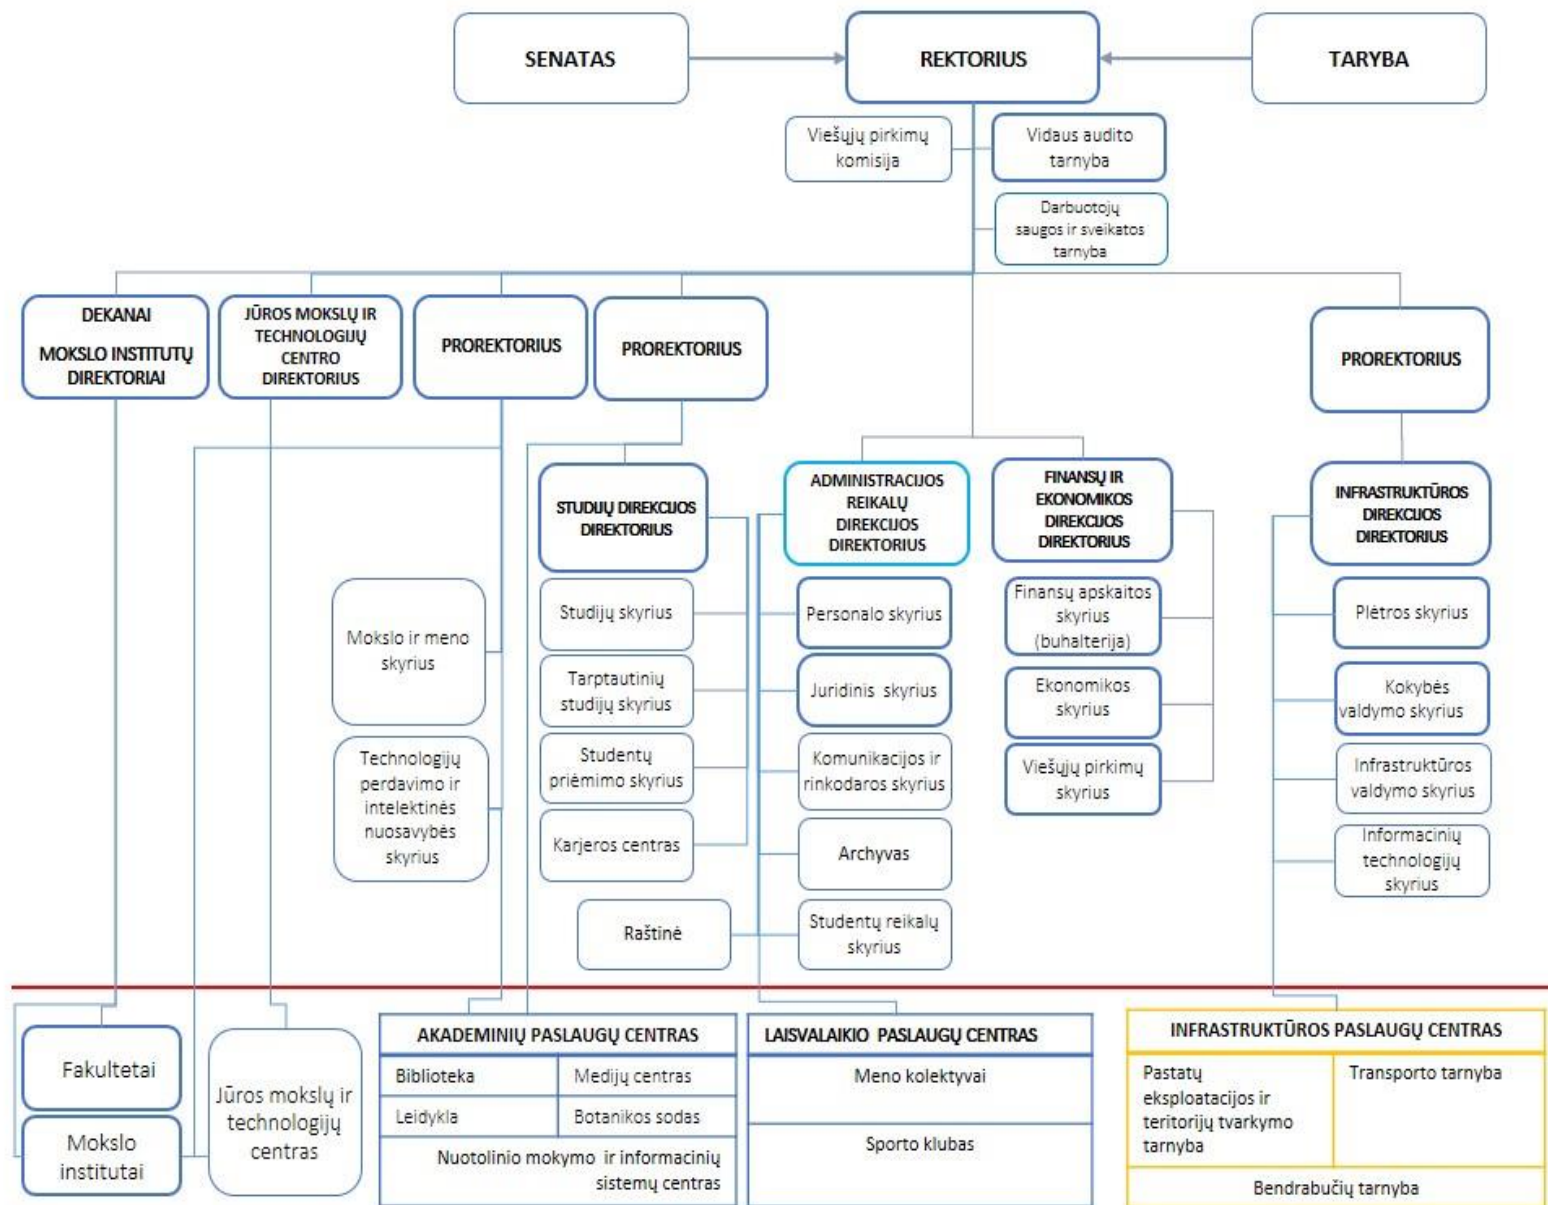 SENATAS
REKTORIUS
TARYBA
Viešųjų pirkimų
komisija
Vidaus audito
tarnyba
Darbuotojų
saugos ir sveikatos
tarnyba
DEKANAI
MOKSLO INSTITUTŲ
DIREKTORIAI
JŪROS MOKSLŲ IR
TECHNOLOGIJŲ
CENTRO
DIREKTORIUS
PROREKTORIUS
PROREKTORIUS
PROREKTORIUS
STUDIJŲ DIREKCIJOS
DIREKTORIUS
ADMINISTRACIJOS
REIKALŲ
DIREKCIJOS
DIREKTORIUS
FINANSŲ IR
EKONOMIKOS
DIREKCIJOS
DIREKTORIUS
INFRASTRUKTŪROS
DIREKCIJOS
DIREKTORIUS
Mokslo ir meno
skyrius
Technologijų
perdavimo ir
intelektinės
nuosavybės
skyrius
Studijų skyrius
Tarptautinių
studijų skyrius
Studentų
priėmimo skyrius
Karjeros centras
Raštinė
Personalo skyrius
Juridinis skyrius
Komunikacijos ir
rinkodaros skyrius
Archyvas
Studentų reikalų
skyrius
Finansų apskaitos
skyrius
(buhalterija)
Ekonomikos
skyrius
Viešųjų pirkimų
skyrius
Plėtros skyrius
Kokybės
valdymo skyrius
Infrastruktūros
valdymo skyrius
Informacinių
technologijų
skyrius
Fakultetai
Mokslo
institutai
Jūros mokslų ir
technologijų
centras
AKADEMINIŲ PASLAUGŲ CENTRAS
Biblioteka
Medijų centras
Leidykla
Botanikos sodas
Nuotolinio mokymo ir informacinių
sistemų centras
LAISVALAIKIO PASLAUGŲ CENTRAS
Meno kolektyvai
Sporto klubas
INFRASTRUKTŪROS PASLAUGŲ CENTRAS
Pastatų
eksploatacijos ir
teritorijų tvarkymo
tarnyba
Transporto tarnyba
Bendrabučių tarnyba